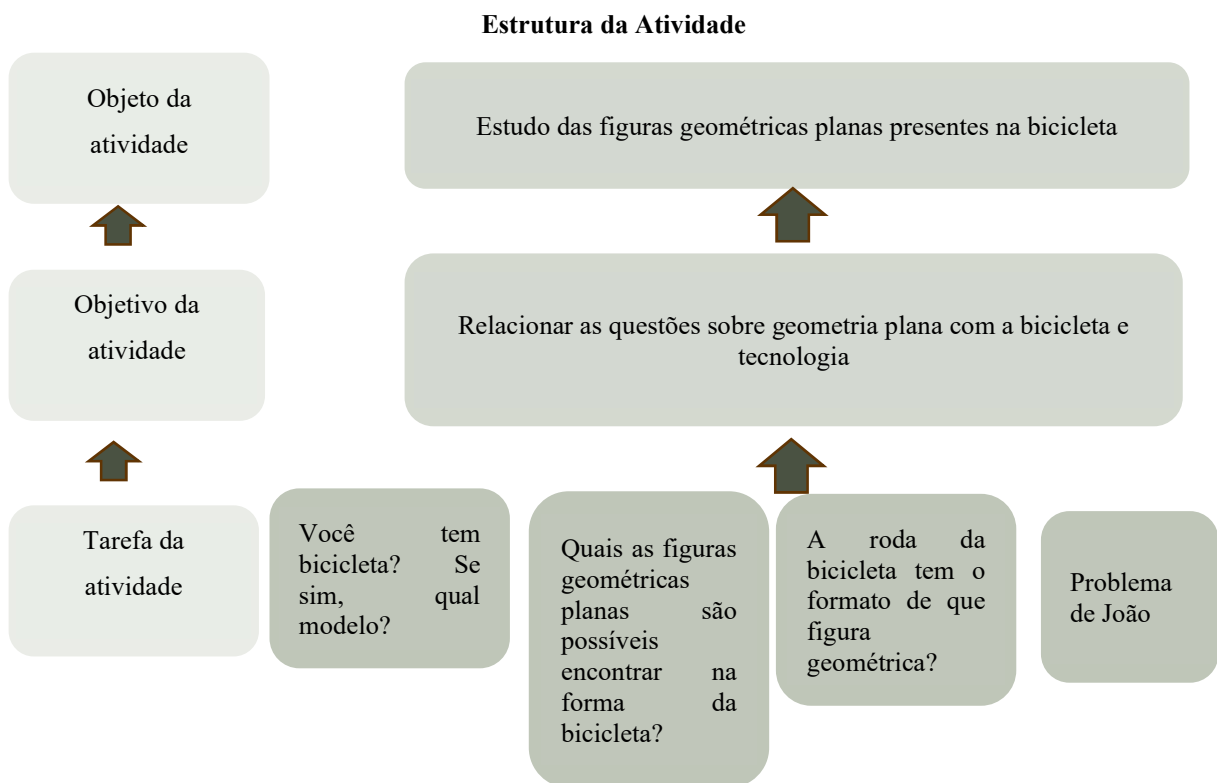 Estrutura da Atividade
Objeto da
atividade
Estudo das figuras geométricas planas presentes na bicicleta
Objetivo da
atividade
Relacionar as questões sobre geometria plana com a bicicleta e
tecnologia
Tarefa da
atividade
Você tem
bicicleta? Se
sim, qual
modelo?
Quais as figuras
geométricas
planas são
possíveis
encontrar na
forma da
bicicleta?
A roda da
bicicleta tem o
formato de que
figura
geométrica?
Problema
de João